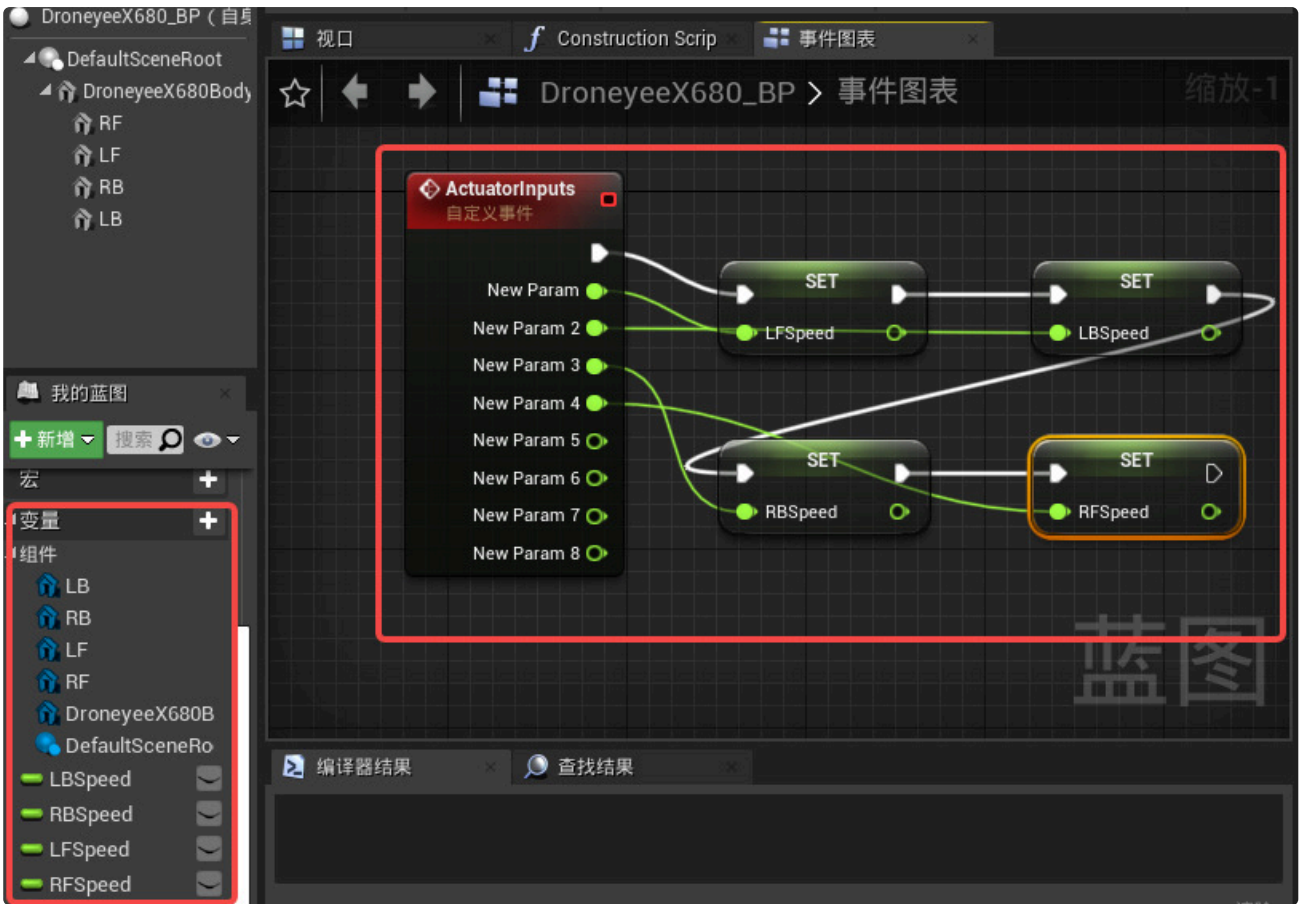 DroneyeeX680_BP（自身
DefaultSceneRoot
DroneyeeX680Body
RF
LF
RB
LB
我的蓝图
新增
搜索
宏
变量
组件
LB
RB
LF
RF
DroneyeeX680B
DefaultSceneRo
LBSpeed
RBSpeed
LFSpeed
RFSpeed
视口
Construction Scrip
事件图表
DroneyeeX680_BP > 事件图表
缩放-1
ActuatorInputs
自定义事件
New Param
New Param 2
New Param 3
New Param 4
New Param 5
New Param 6
New Param 7
New Param 8
SET
LFSpeed
SET
LBSpeed
SET
RBSpeed
SET
RFSpeed
蓝图
编译器结果
查找结果